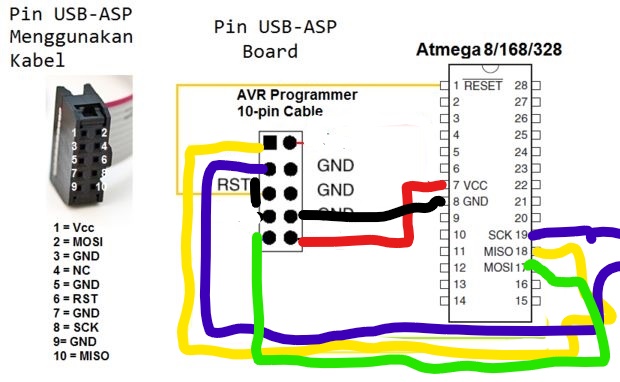 Pin USB-ASP
Menggunakan
Kabel
1 2
3 4
5 6
7 8
9 10
1 = Vcc
2 = MOSI
3 = GND
4 = NC
5 = GND
6 = RST
7 = GND
8 = SCK
9= GND
10 = MISO
Pin USB-ASP
Board
AVR Programmer
10-pin Cable
GND
RST
GND
GND
Atmega 8/168/328
1 RESET 28
2 27
3 26
4 25
5 24
6 23
7 VCC 22
8 GND 21
9 20
10 SCK 19
11 MISO 18
12 MOSI 17
13 16
14 15